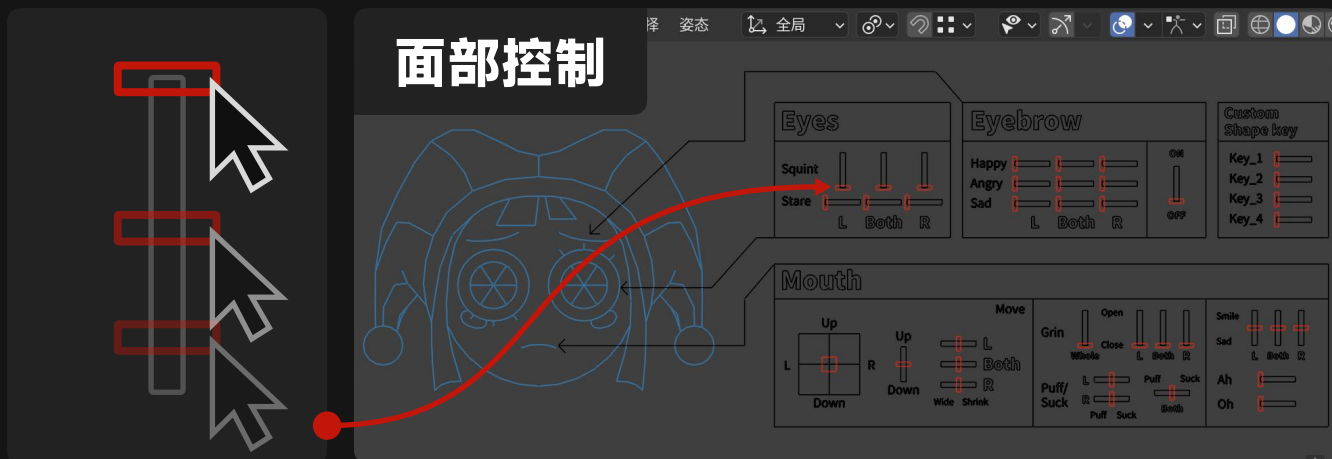 面部控制
择 姿态 全局
Eyes
Squint
Stare
L Both R
Eyebrow
Happy
Angry
Sad
L Both R
ON
OFF
Custom
Shape key
Key_1
Key_2
Key_3
Key_4
Mouth
Move
Up
L R
Down
Up
Down
L
Both
R
Wide Shrink
Grin
Open
Close
Whole L Both R
Puff/
Suck
L
R
Puff Suck
Puff Suck
Both
Smile
Sad
L Both R
Ah
Oh